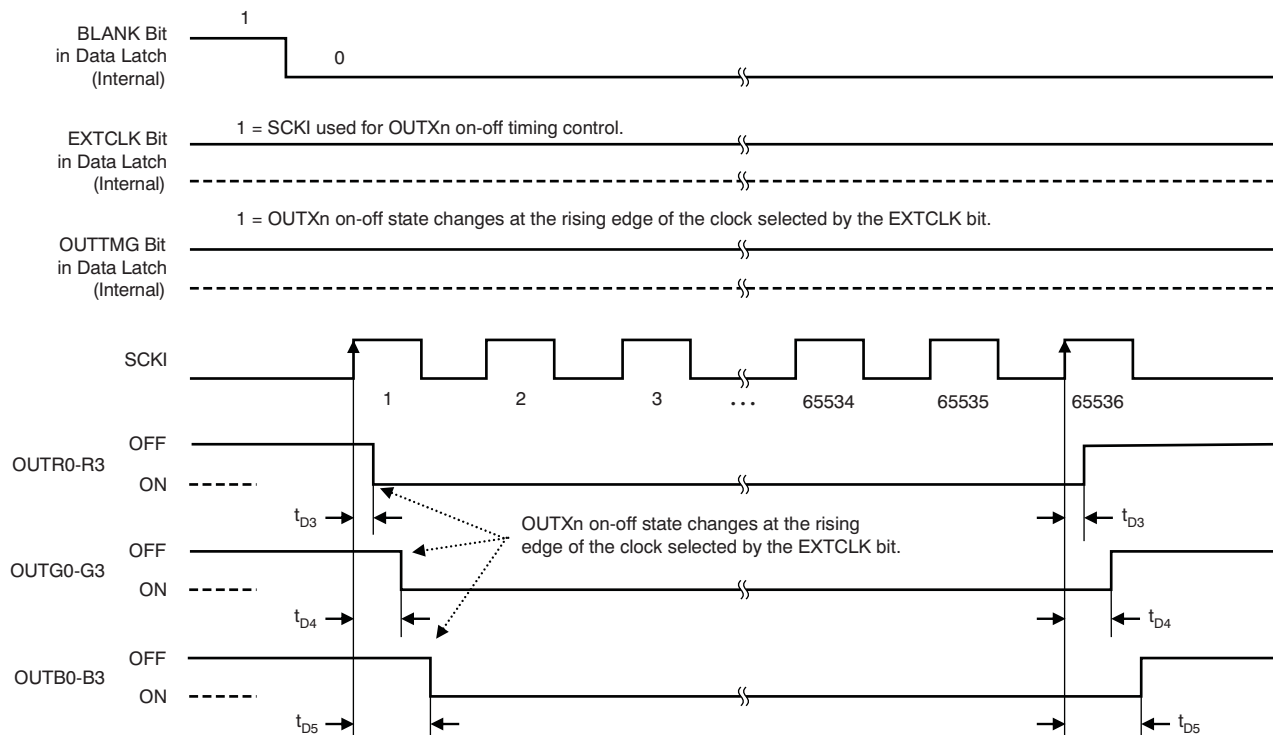 1
BLANK Bit
in Data Latch
(Internal)
0
1 = SCKI used for OUTXn on-off timing control.
EXTCLK Bit
in Data Latch
(Internal)
1 = OUTXn on-off state changes at the rising edge of the clock selected by the EXTCLK bit.
OUTTMG Bit
in Data Latch
(Internal)
SCKI
1 2 3 ... 65534 65535 65536
OFF
OUTR0-R3
ON
tD3 tD3
OUTXn on-off state changes at the rising
edge of the clock selected by the EXTCLK bit.
OFF
OUTG0-G3
ON
tD4 tD4
OFF
OUTB0-B3
ON
tD5 tD5